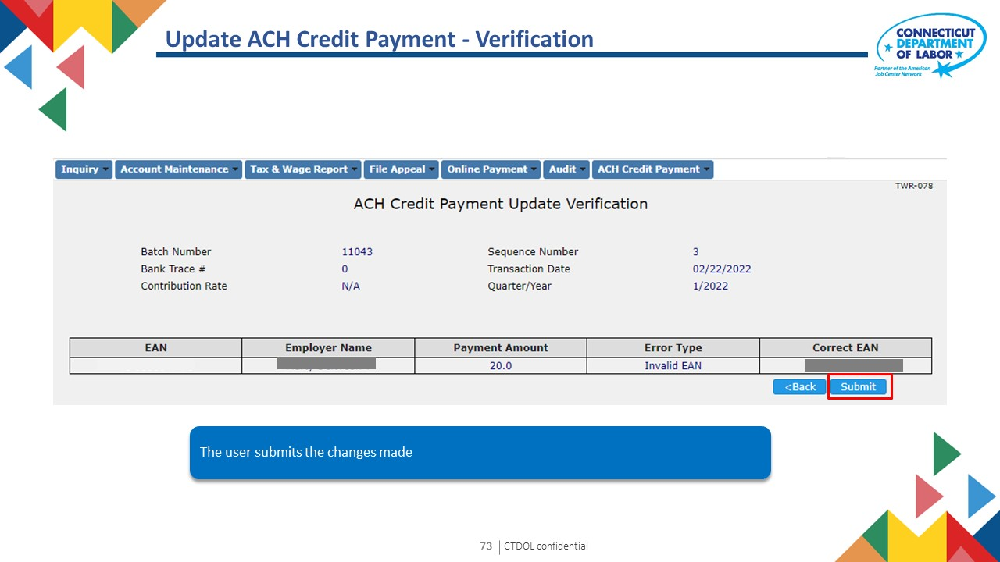 Update ACH Credit Payment - Verification
CONNECTICUT
DEPARTMENT
OF LABOR
Partner of the American
Job Center Network
Inquiry Account Maintenance Tax & Wage Report File Appeal Online Payment Audit ACH Credit Payment
TWR-078
ACH Credit Payment Update Verification
Batch Number 11043 Sequence Number 3
Bank Trace # 0 Transaction Date 02/22/2022
Contribution Rate N/A Quarter/Year 1/2022
EAN Employer Name Payment Amount Error Type Correct EAN
20.0 Invalid EAN
<Back Submit
The user submits the changes made
73 CTDOL confidential